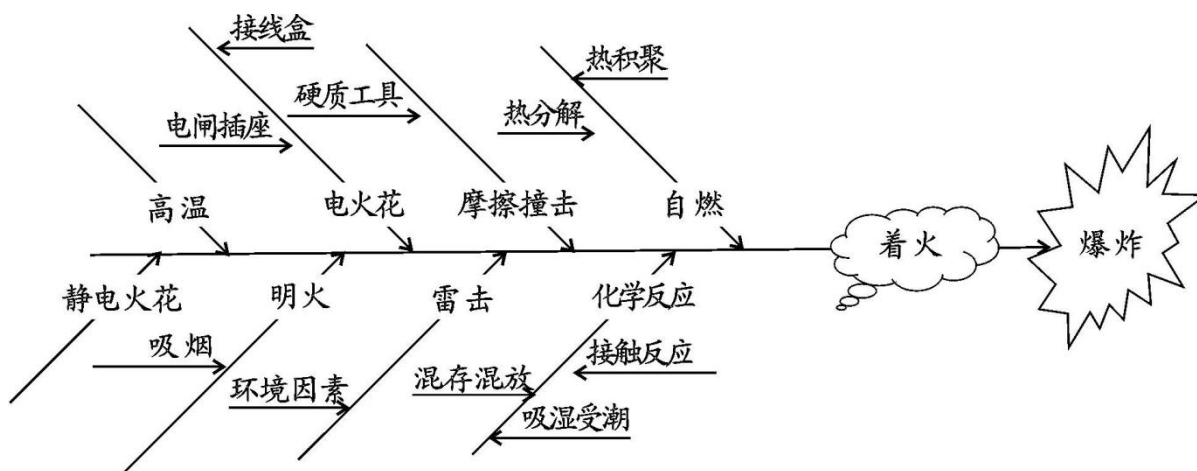 接线盒
热积聚
硬质工具
热分解
电闸插座
高温
电火花
摩擦撞击
自燃
着火
爆炸
静电火花
明火
雷击
化学反应
吸烟
接触反应
环境因素
混存混放
吸湿受潮